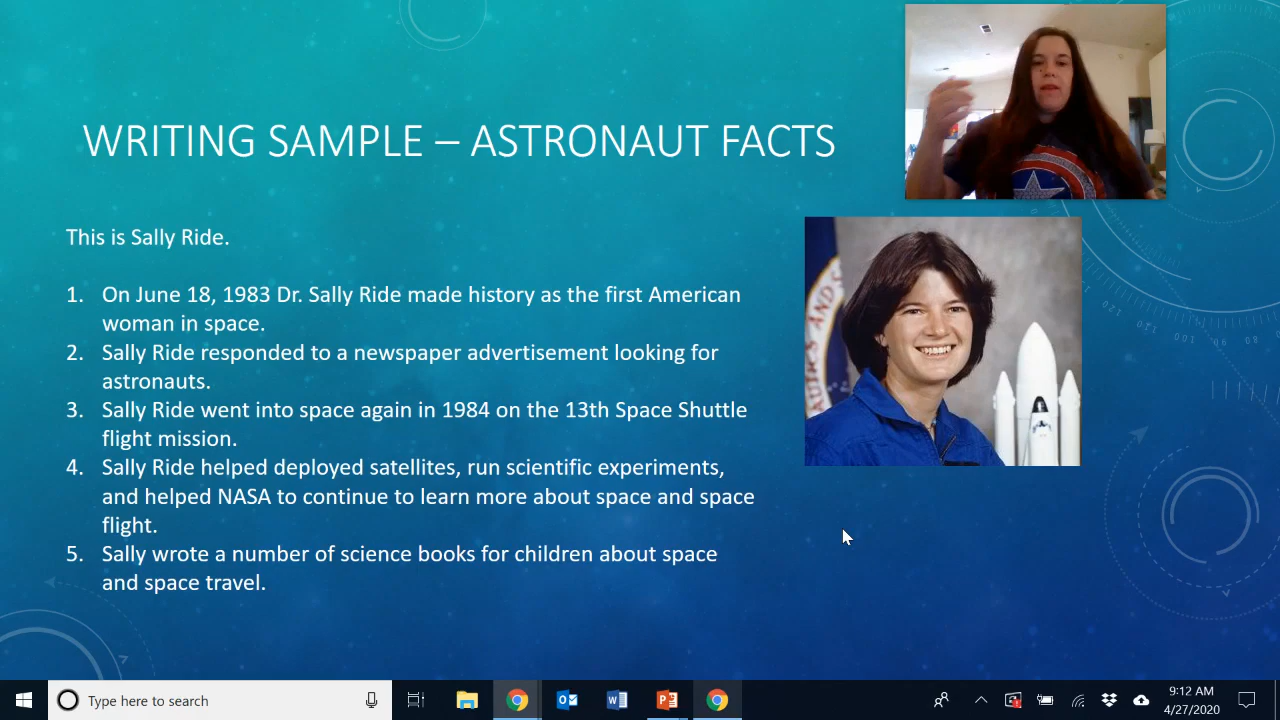 WRITING SAMPLE – ASTRONAUT FACTS
This is Sally Ride.
1. On June 18, 1983 Dr. Sally Ride made history as the first American
woman in space.
2. Sally Ride responded to a newspaper advertisement looking for
astronauts.
3. Sally Ride went into space again in 1984 on the 13th Space Shuttle
flight mission.
4. Sally Ride helped deployed satellites, run scientific experiments,
and helped NASA to continue to learn more about space and space
flight.
5. Sally wrote a number of science books for children about space
and space travel.
Type here to search
9:12 AM
4/27/2020